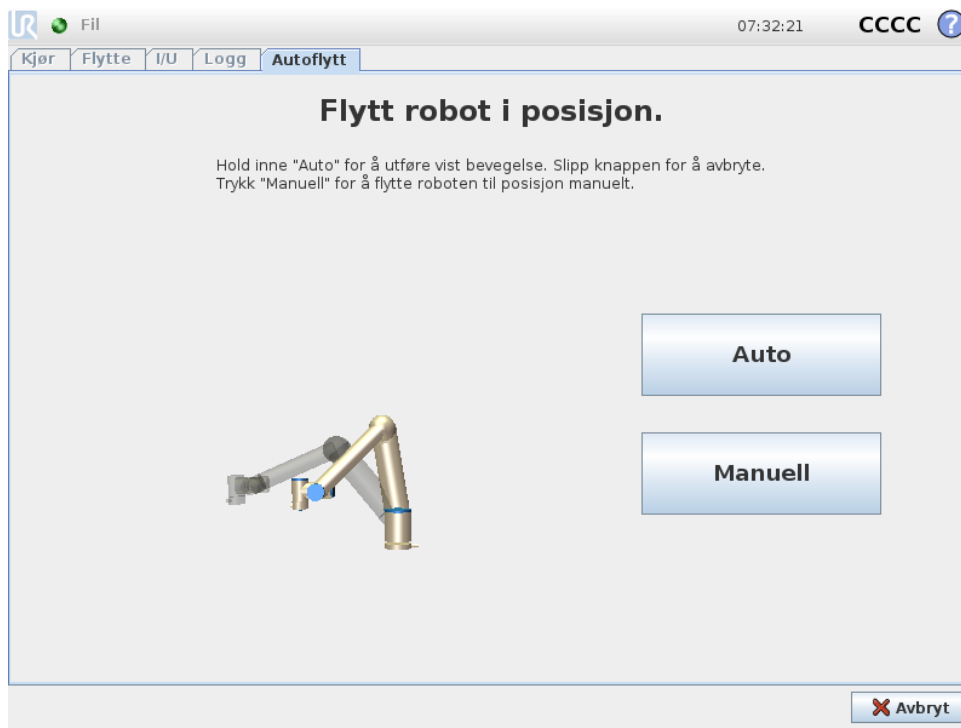 UR Fil 07:32:21 CCCC ?
Kjør Flytte I/U Logg Autoflytt
Flytt robot i posisjon.
Hold inne "Auto" for å utføre vist bevegelse. Slipp knappen for å avbryte.
Trykk "Manuell" for å flytte roboten til posisjon manuelt.
Auto
Manuell
Avbryt